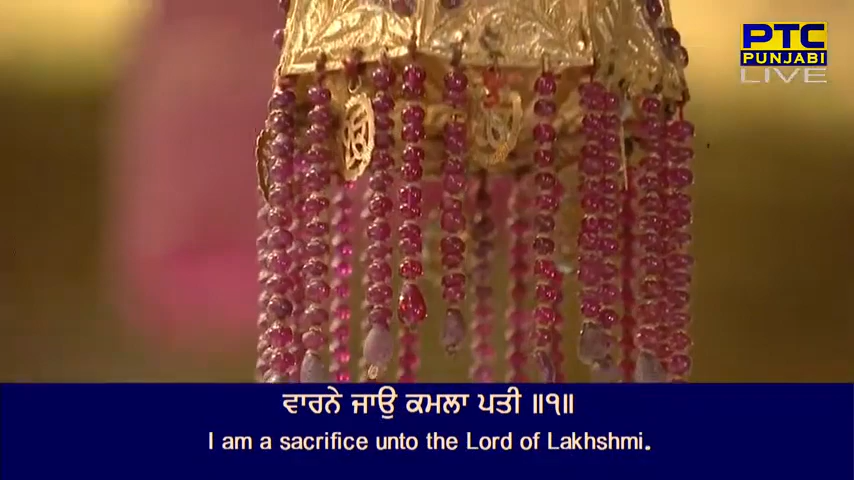 PTC
PUNJABI
LIVE
ਵਾਰਨੇ ਜਾਉ ਕਮਲਾ ਪਤੀ ॥੧॥
I am a sacrifice unto the Lord of Lakhshmi.